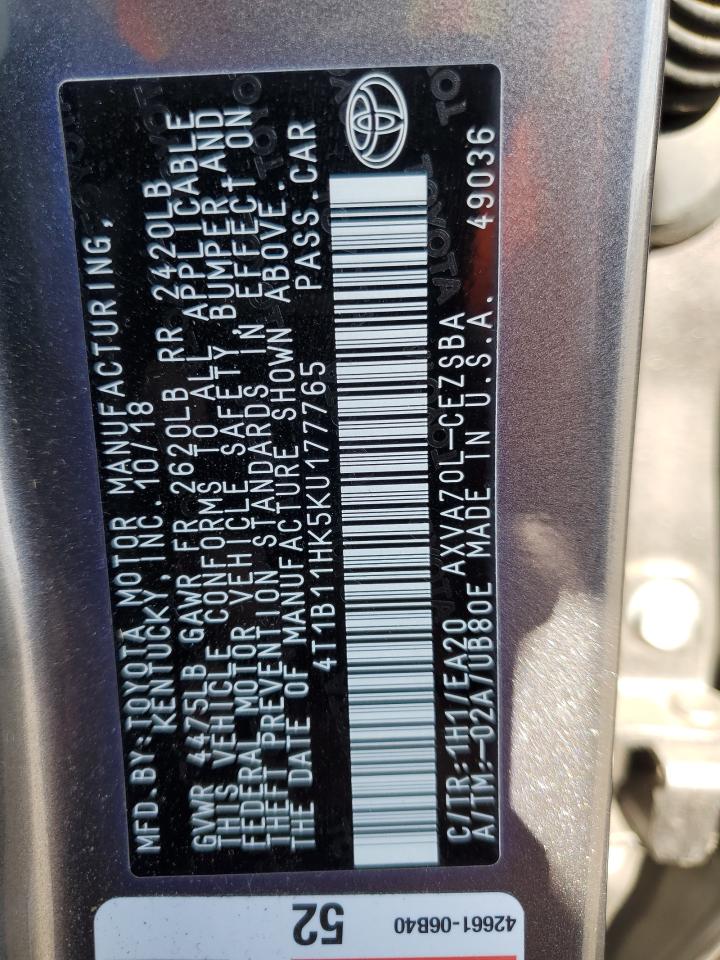 MFD.BY:TOYOTA MOTOR MANUFACTURING,
KENTUCKY,INC.10/18
GVWR 4475LB GAWR FR 2620LB RR 2420LB
THIS VEHICLE CONFORMS TO ALL APPLICABLE
FEDERAL MOTOR VEHICLE SAFETY,BUMPER AND
THEFT PREVENTION STANDARDS IN EFFECT ON
THE DATE OF MANUFACTURE SHOWN ABOVE.
4T1B11HK5KU177765 PASS.CAR
C/TR:1H1/EA20 AXVA70L-CEZSBA
A/TM:-02A/UB80E MADE IN U.S.A. 49036
TOYOTA
52
42661-06B40